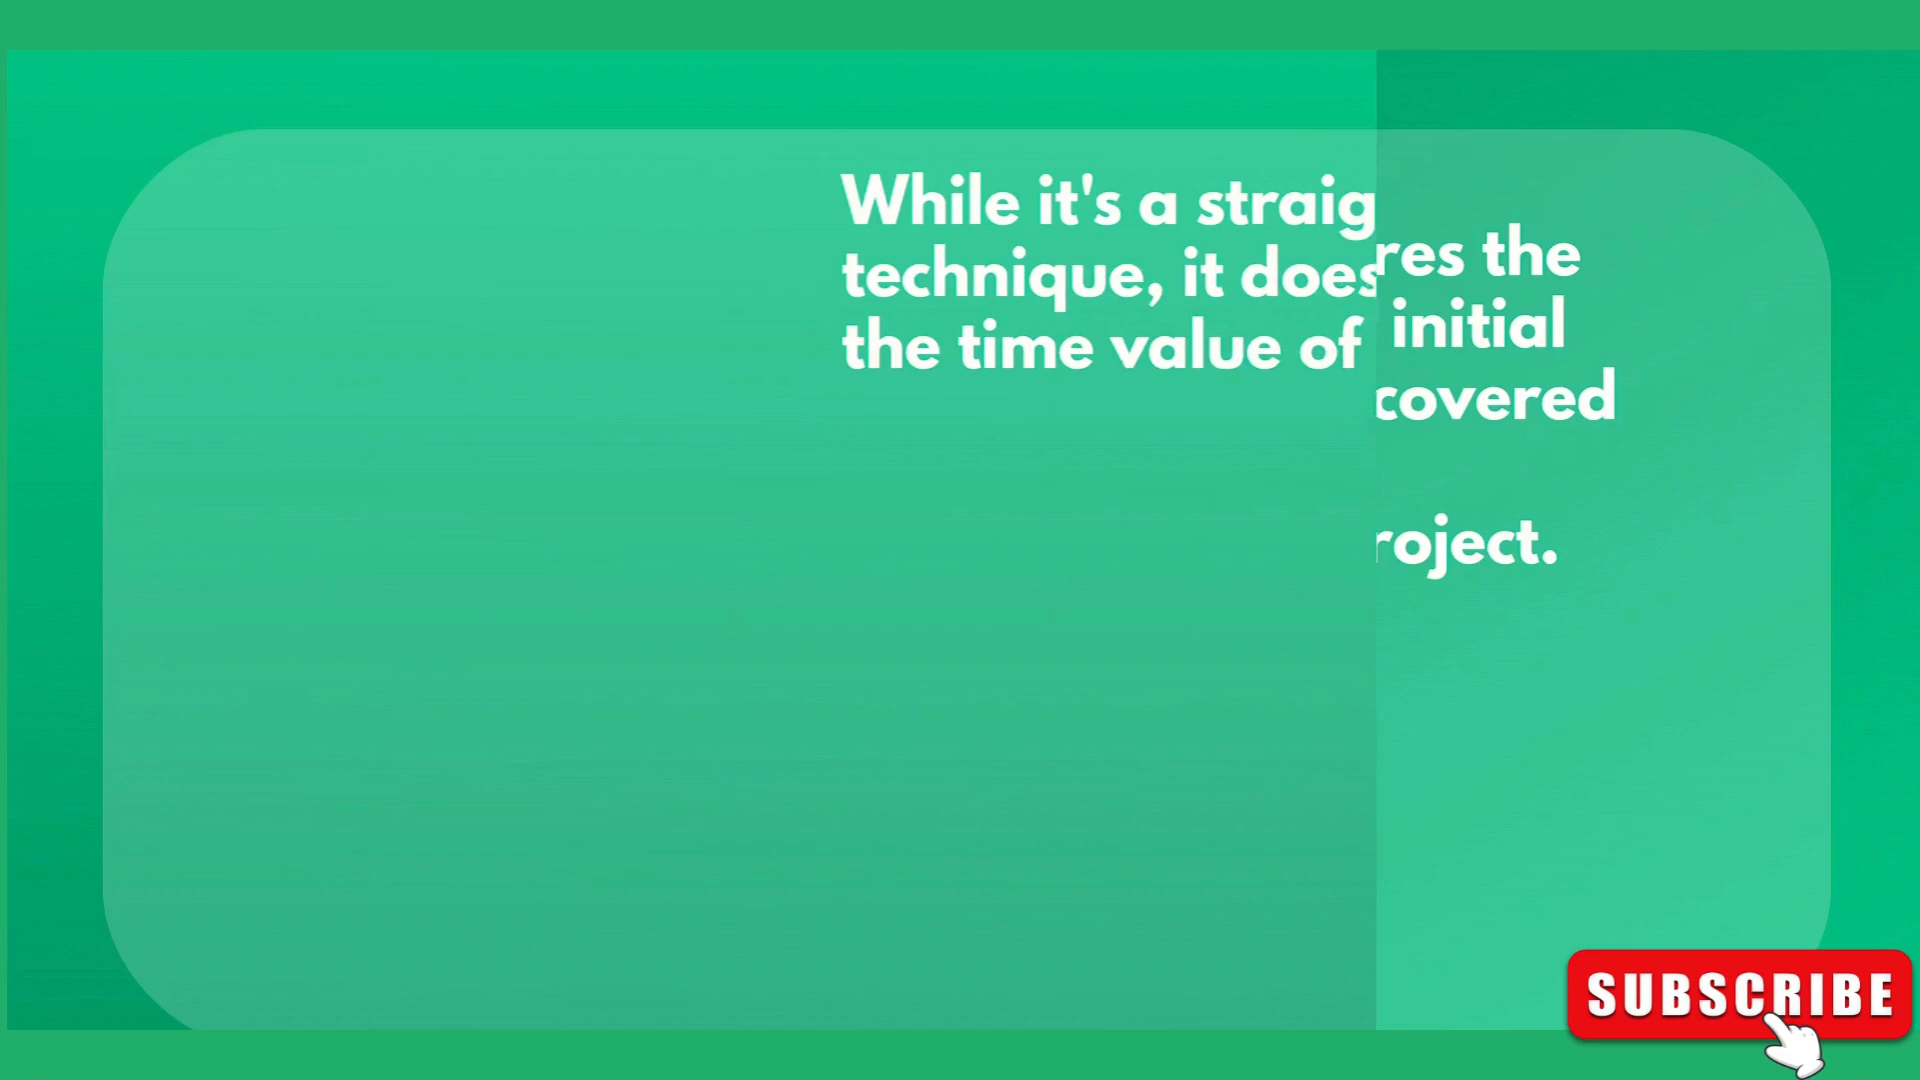 While it's a straig
technique, it does
the time value of
res the
initial
covered
roject.
SUBSCRIBE